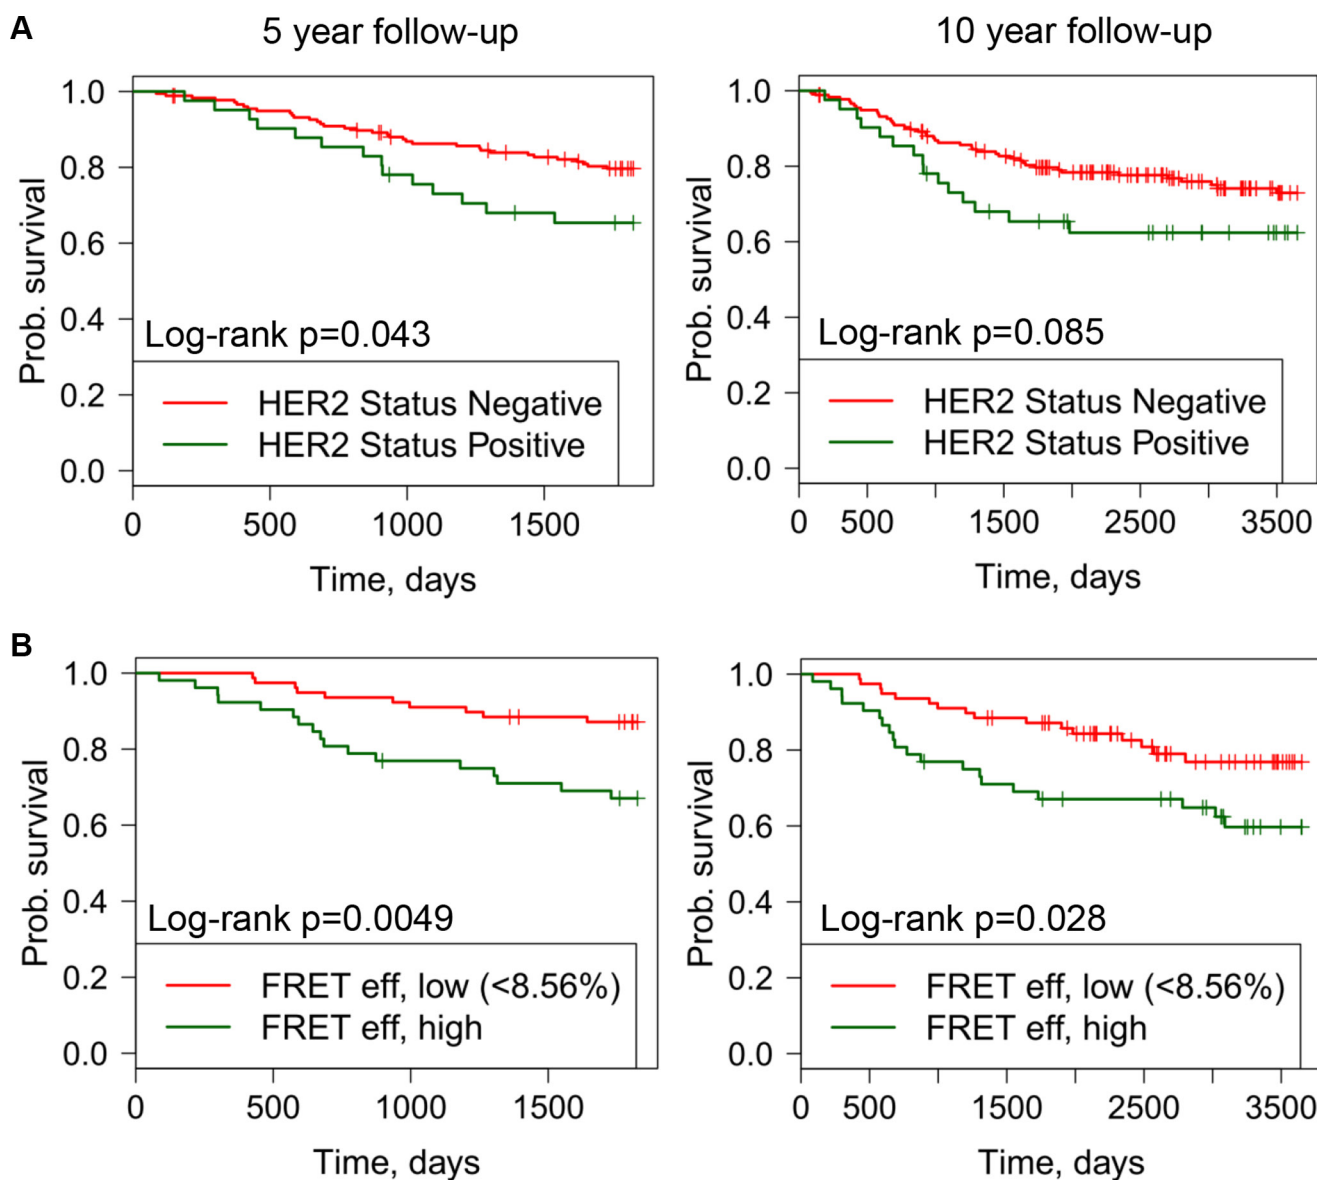 A
5 year follow-up
10 year follow-up
Prob. survival
1.0
0.8
0.6
0.4
0.2
0.0
Log-rank p=0.043
HER2 Status Negative
HER2 Status Positive
0 500 1000 1500
Time, days
Prob. survival
1.0
0.8
0.6
0.4
0.2
0.0
Log-rank p=0.085
HER2 Status Negative
HER2 Status Positive
0 500 1500 2500 3500
Time, days
B
Prob. survival
1.0
0.8
0.6
0.4
0.2
0.0
Log-rank p=0.0049
FRET eff, low (<8.56%)
FRET eff, high
0 500 1000 1500
Time, days
Prob. survival
1.0
0.8
0.6
0.4
0.2
0.0
Log-rank p=0.028
FRET eff, low (<8.56%)
FRET eff, high
0 500 1500 2500 3500
Time, days